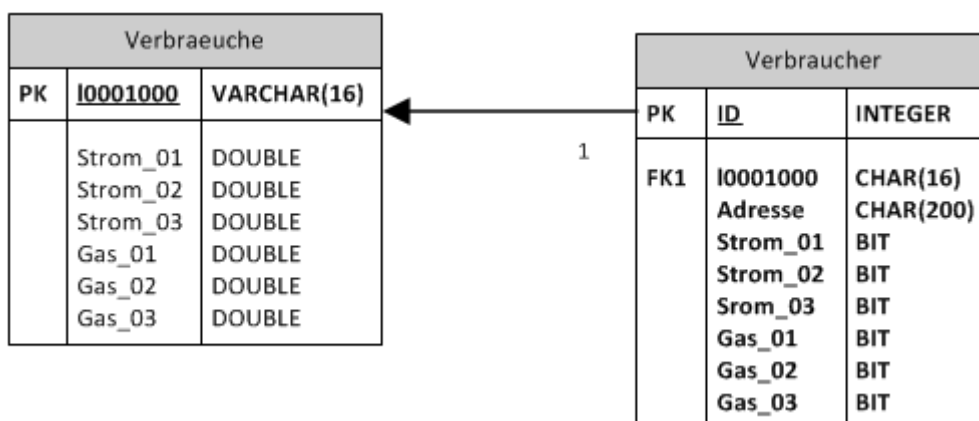 Verbraeuche
PK l0001000 VARCHAR(16)
Strom_01 DOUBLE
Strom_02 DOUBLE
Strom_03 DOUBLE
Gas_01 DOUBLE
Gas_02 DOUBLE
Gas_03 DOUBLE
1
Verbraucher
PK ID INTEGER
FK1 l0001000 CHAR(16)
Adresse CHAR(200)
Strom_01 BIT
Strom_02 BIT
Srom_03 BIT
Gas_01 BIT
Gas_02 BIT
Gas_03 BIT